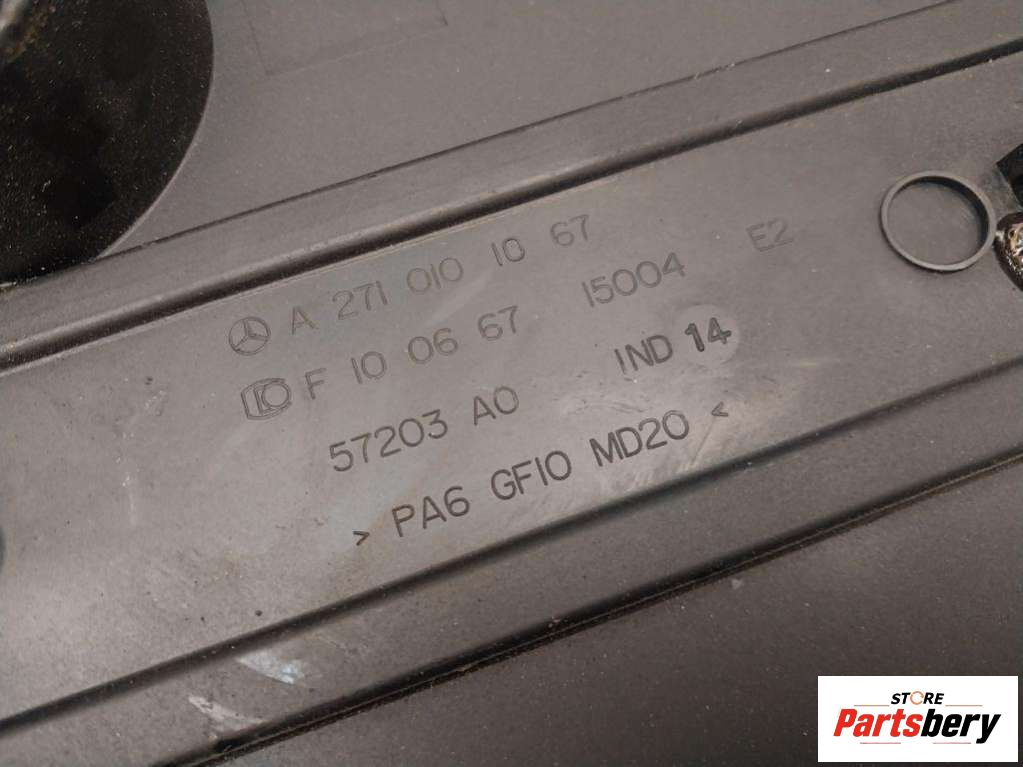 A 271 010 10 67
F 10 06 67 15004 E2
57203 A0 IND 14
> PA6 GF10 MD20 <
STORE
Partsbery